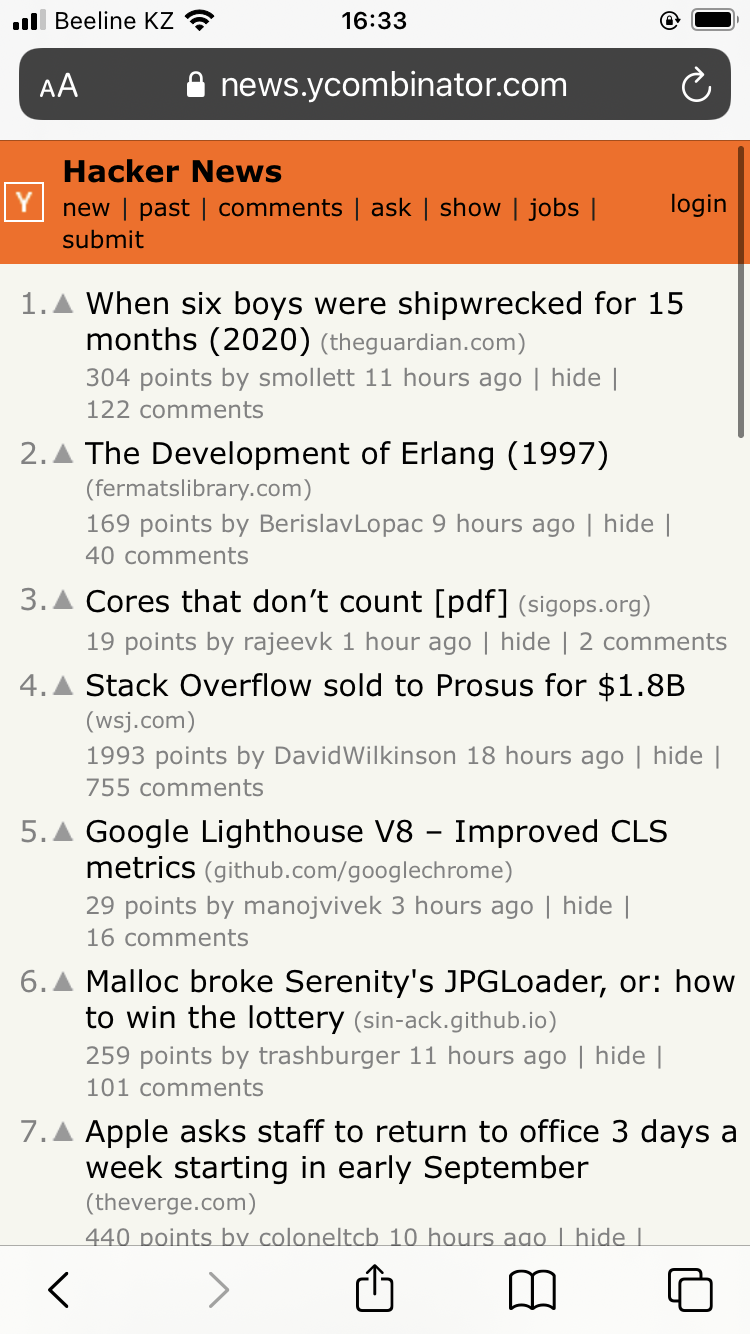 Beeline KZ 16:33
AA news.ycombinator.com
Y Hacker News
new | past | comments | ask | show | jobs |
submit
login
1. When six boys were shipwrecked for 15
months (2020) (theguardian.com)
304 points by smollett 11 hours ago | hide |
122 comments
2. The Development of Erlang (1997)
(fermatslibrary.com)
169 points by BerislavLopac 9 hours ago | hide |
40 comments
3. Cores that don’t count [pdf] (sigops.org)
19 points by rajeevk 1 hour ago | hide | 2 comments
4. Stack Overflow sold to Prosus for $1.8B
(wsj.com)
1993 points by DavidWilkinson 18 hours ago | hide |
755 comments
5. Google Lighthouse V8 – Improved CLS
metrics (github.com/googlechrome)
29 points by manojvivek 3 hours ago | hide |
16 comments
6. Malloc broke Serenity's JPGLoader, or: how
to win the lottery (sin-ack.github.io)
259 points by trashburger 11 hours ago | hide |
101 comments
7. Apple asks staff to return to office 3 days a
week starting in early September
(theverge.com)
440 points by coloneltcb 10 hours ago | hide |